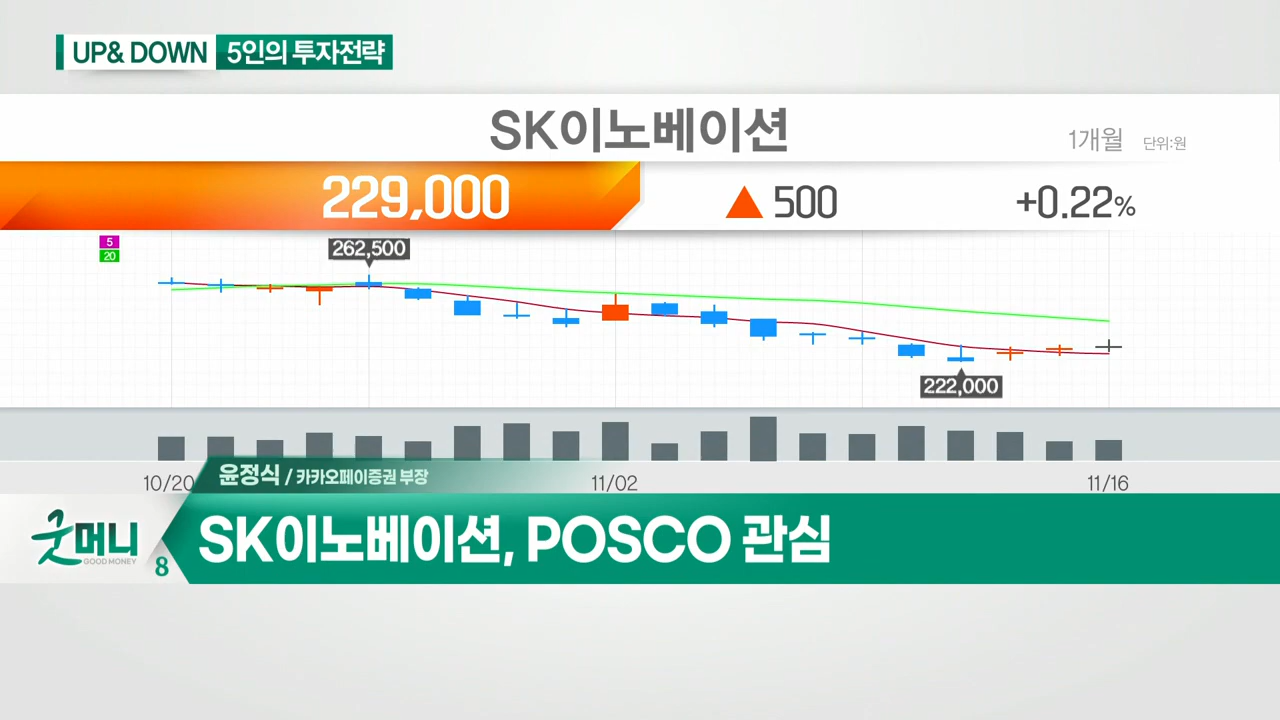 UP& DOWN 5인의 투자전략
SK이노베이션
1개월 단위:원
229,000 ▲ 500 +0.22%
5
20
262,500
222,000
10/20 11/02 11/16
윤정식 / 카카오페이증권 부장
굿머니
GOOD MONEY
8
SK이노베이션, POSCO 관심